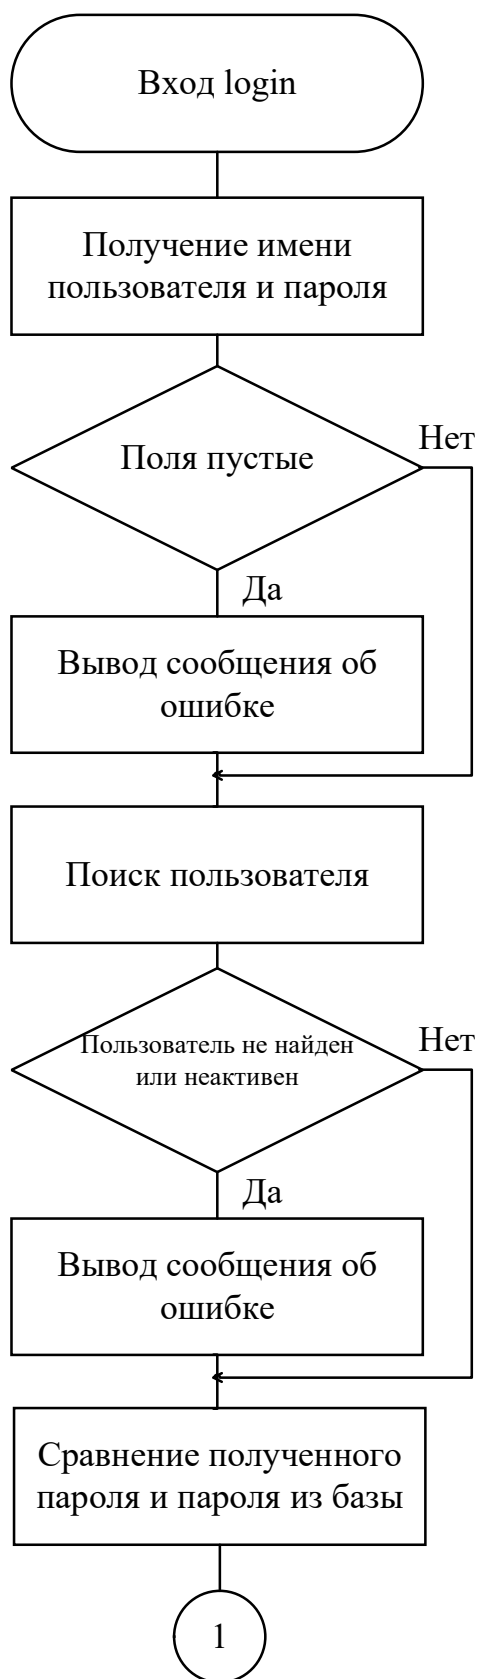 Вход login
Получение имени
пользователя и пароля
Нет
Поля пустые
Да
Вывод сообщения об
ошибке
Поиск пользователя
Нет
Пользователь не найден
или неактивен
Да
Вывод сообщения об
ошибке
Сравнение полученного
пароля и пароля из базы
1